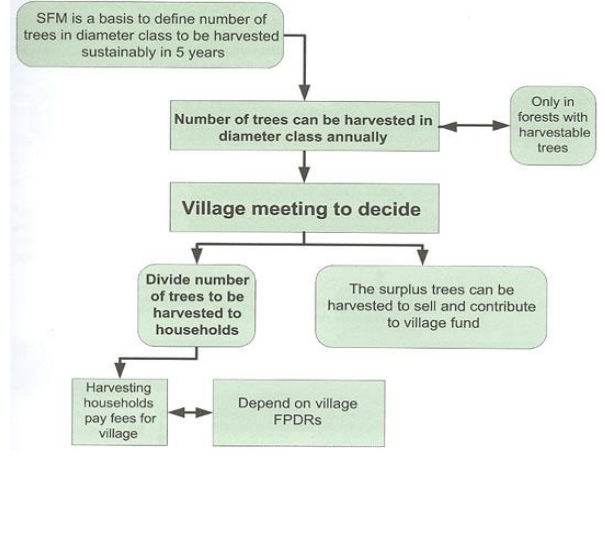 SFM is a basis to define number of
trees in diameter class to be harvested
sustainably in 5 years
Number of trees can be harvested in
diameter class annually
Only in
forests with
harvestable
trees
Village meeting to decide
Divide number
of trees to be
harvested to
households
The surplus trees can be
harvested to sell and contribute
to village fund
Harvesting
households
pay fees for
village
Depend on village
FPDRs